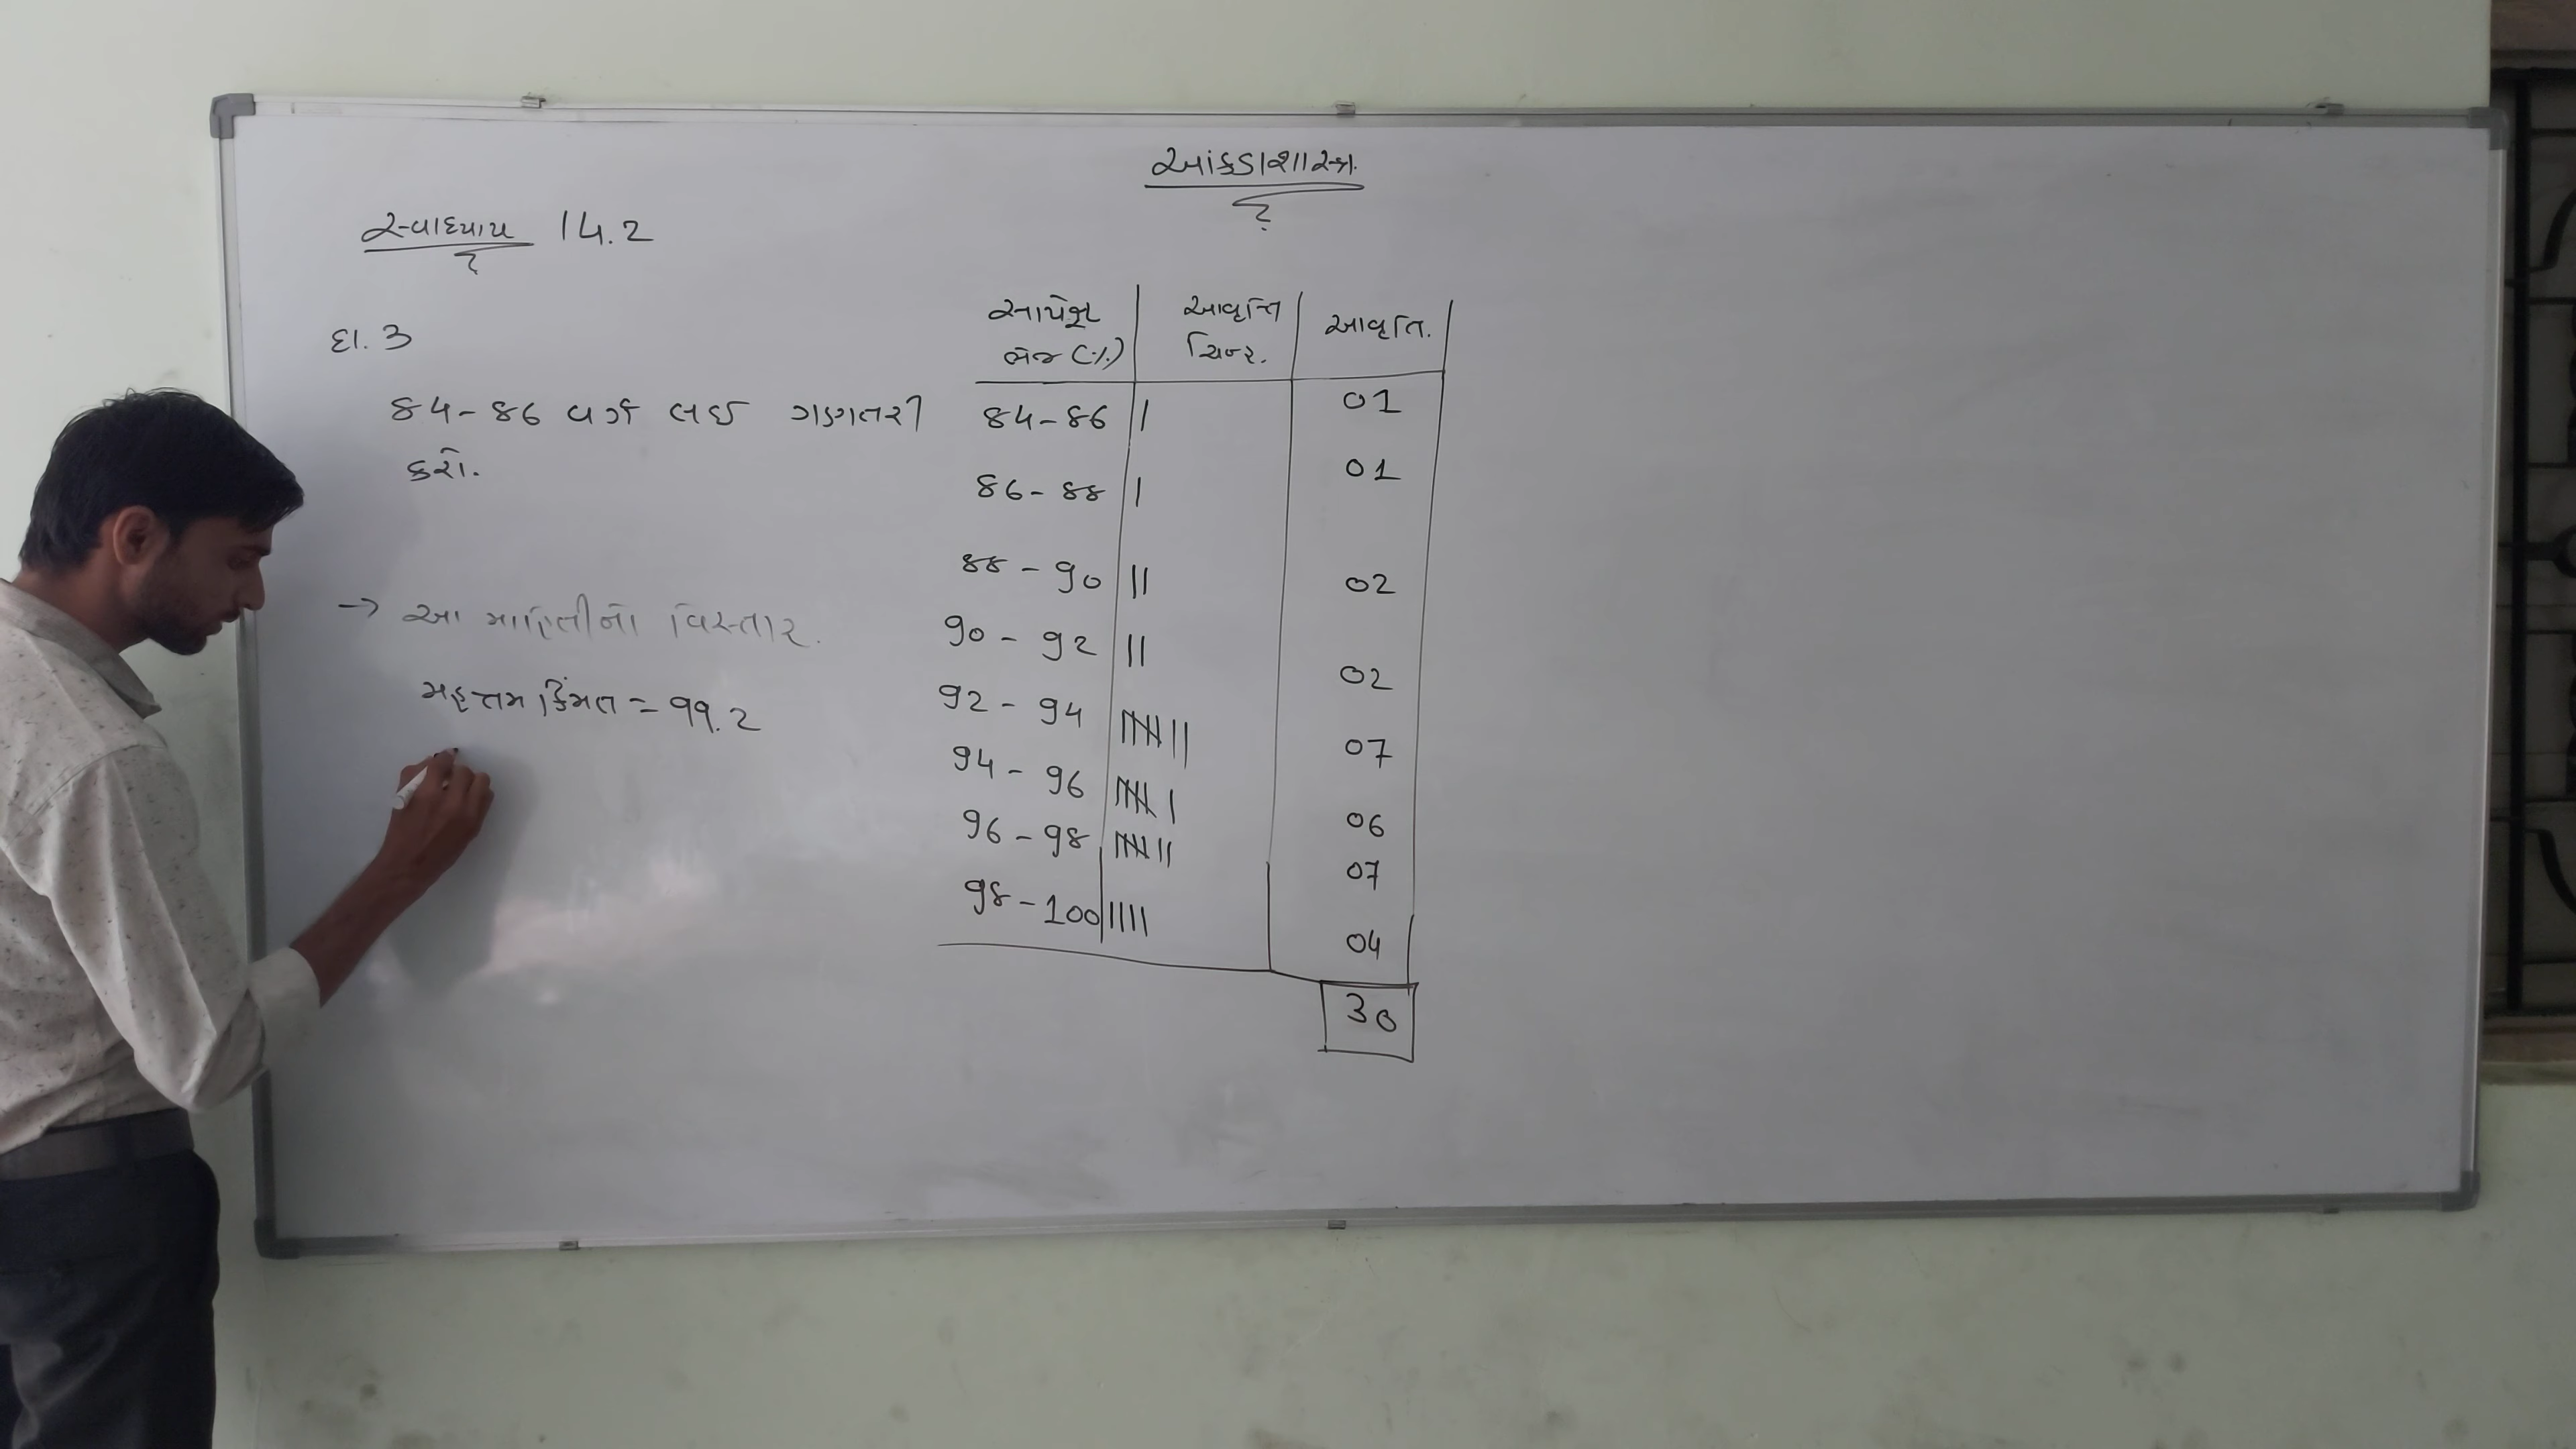 આંકડાશાસ્ત્ર.
સ્વાધ્યાય 14.2
દા. 3
84-86 વર્ગ લઈ ગણતરી
કરો.
→ આ માહિતીનો વિસ્તાર.
મહત્તમ કિંમત = 99.2
સાપેક્ષ ભેજ (%) આવૃત્તિ ચિહ્ન. આવૃત્તિ.
84-86 | 01
86-88 | 01
88-90 || 02
90-92 || 02
92-94 |||| || 07
94-96 |||| | 06
96-98 |||| || 07
98-100 |||| 04
30